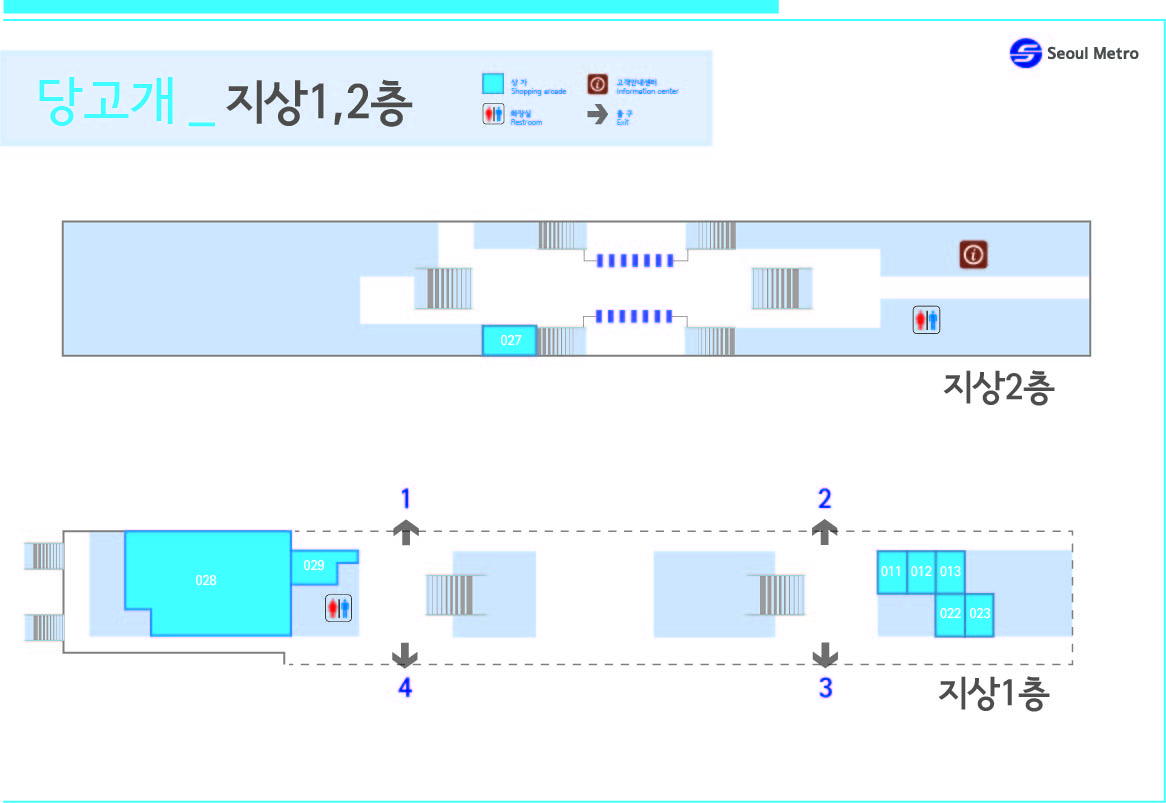 Seoul Metro
당고개 _ 지상1,2층
상 가
Shopping arcade
고객안내센터
Information center
화장실
Restroom
출 구
Exit
027
지상2층
1
2
028
029
011
012
013
022
023
4
3
지상1층